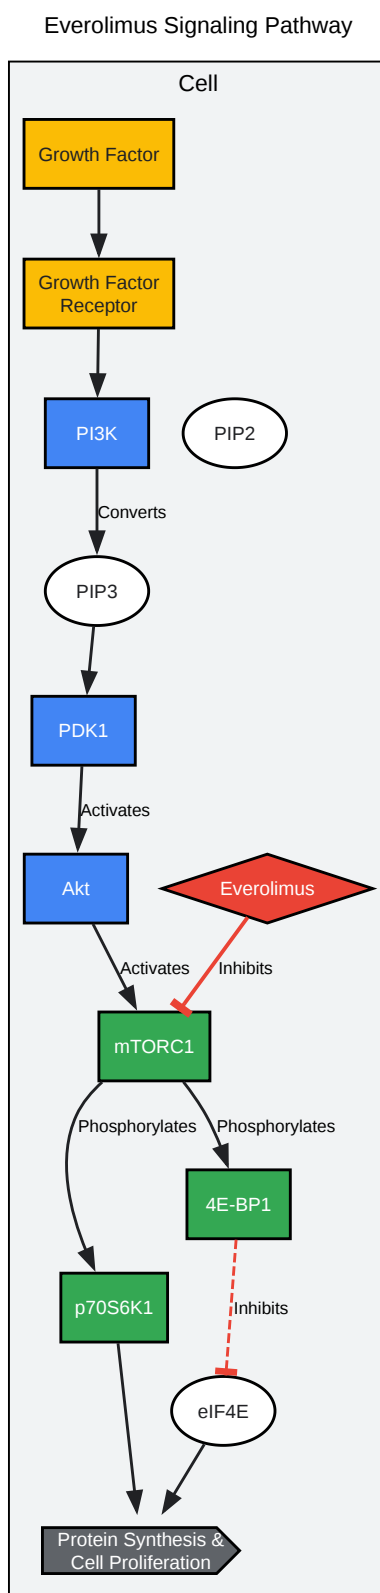 Everolimus Signaling Pathway
Cell
Growth Factor
Growth Factor
Receptor
PI3K
PIP2
Converts
PIP3
PDK1
Activates
Akt
Everolimus
Activates
Inhibits
mTORC1
Phosphorylates
Phosphorylates
4E-BP1
p70S6K1
Inhibits
eIF4E
Protein Synthesis &
Cell Proliferation